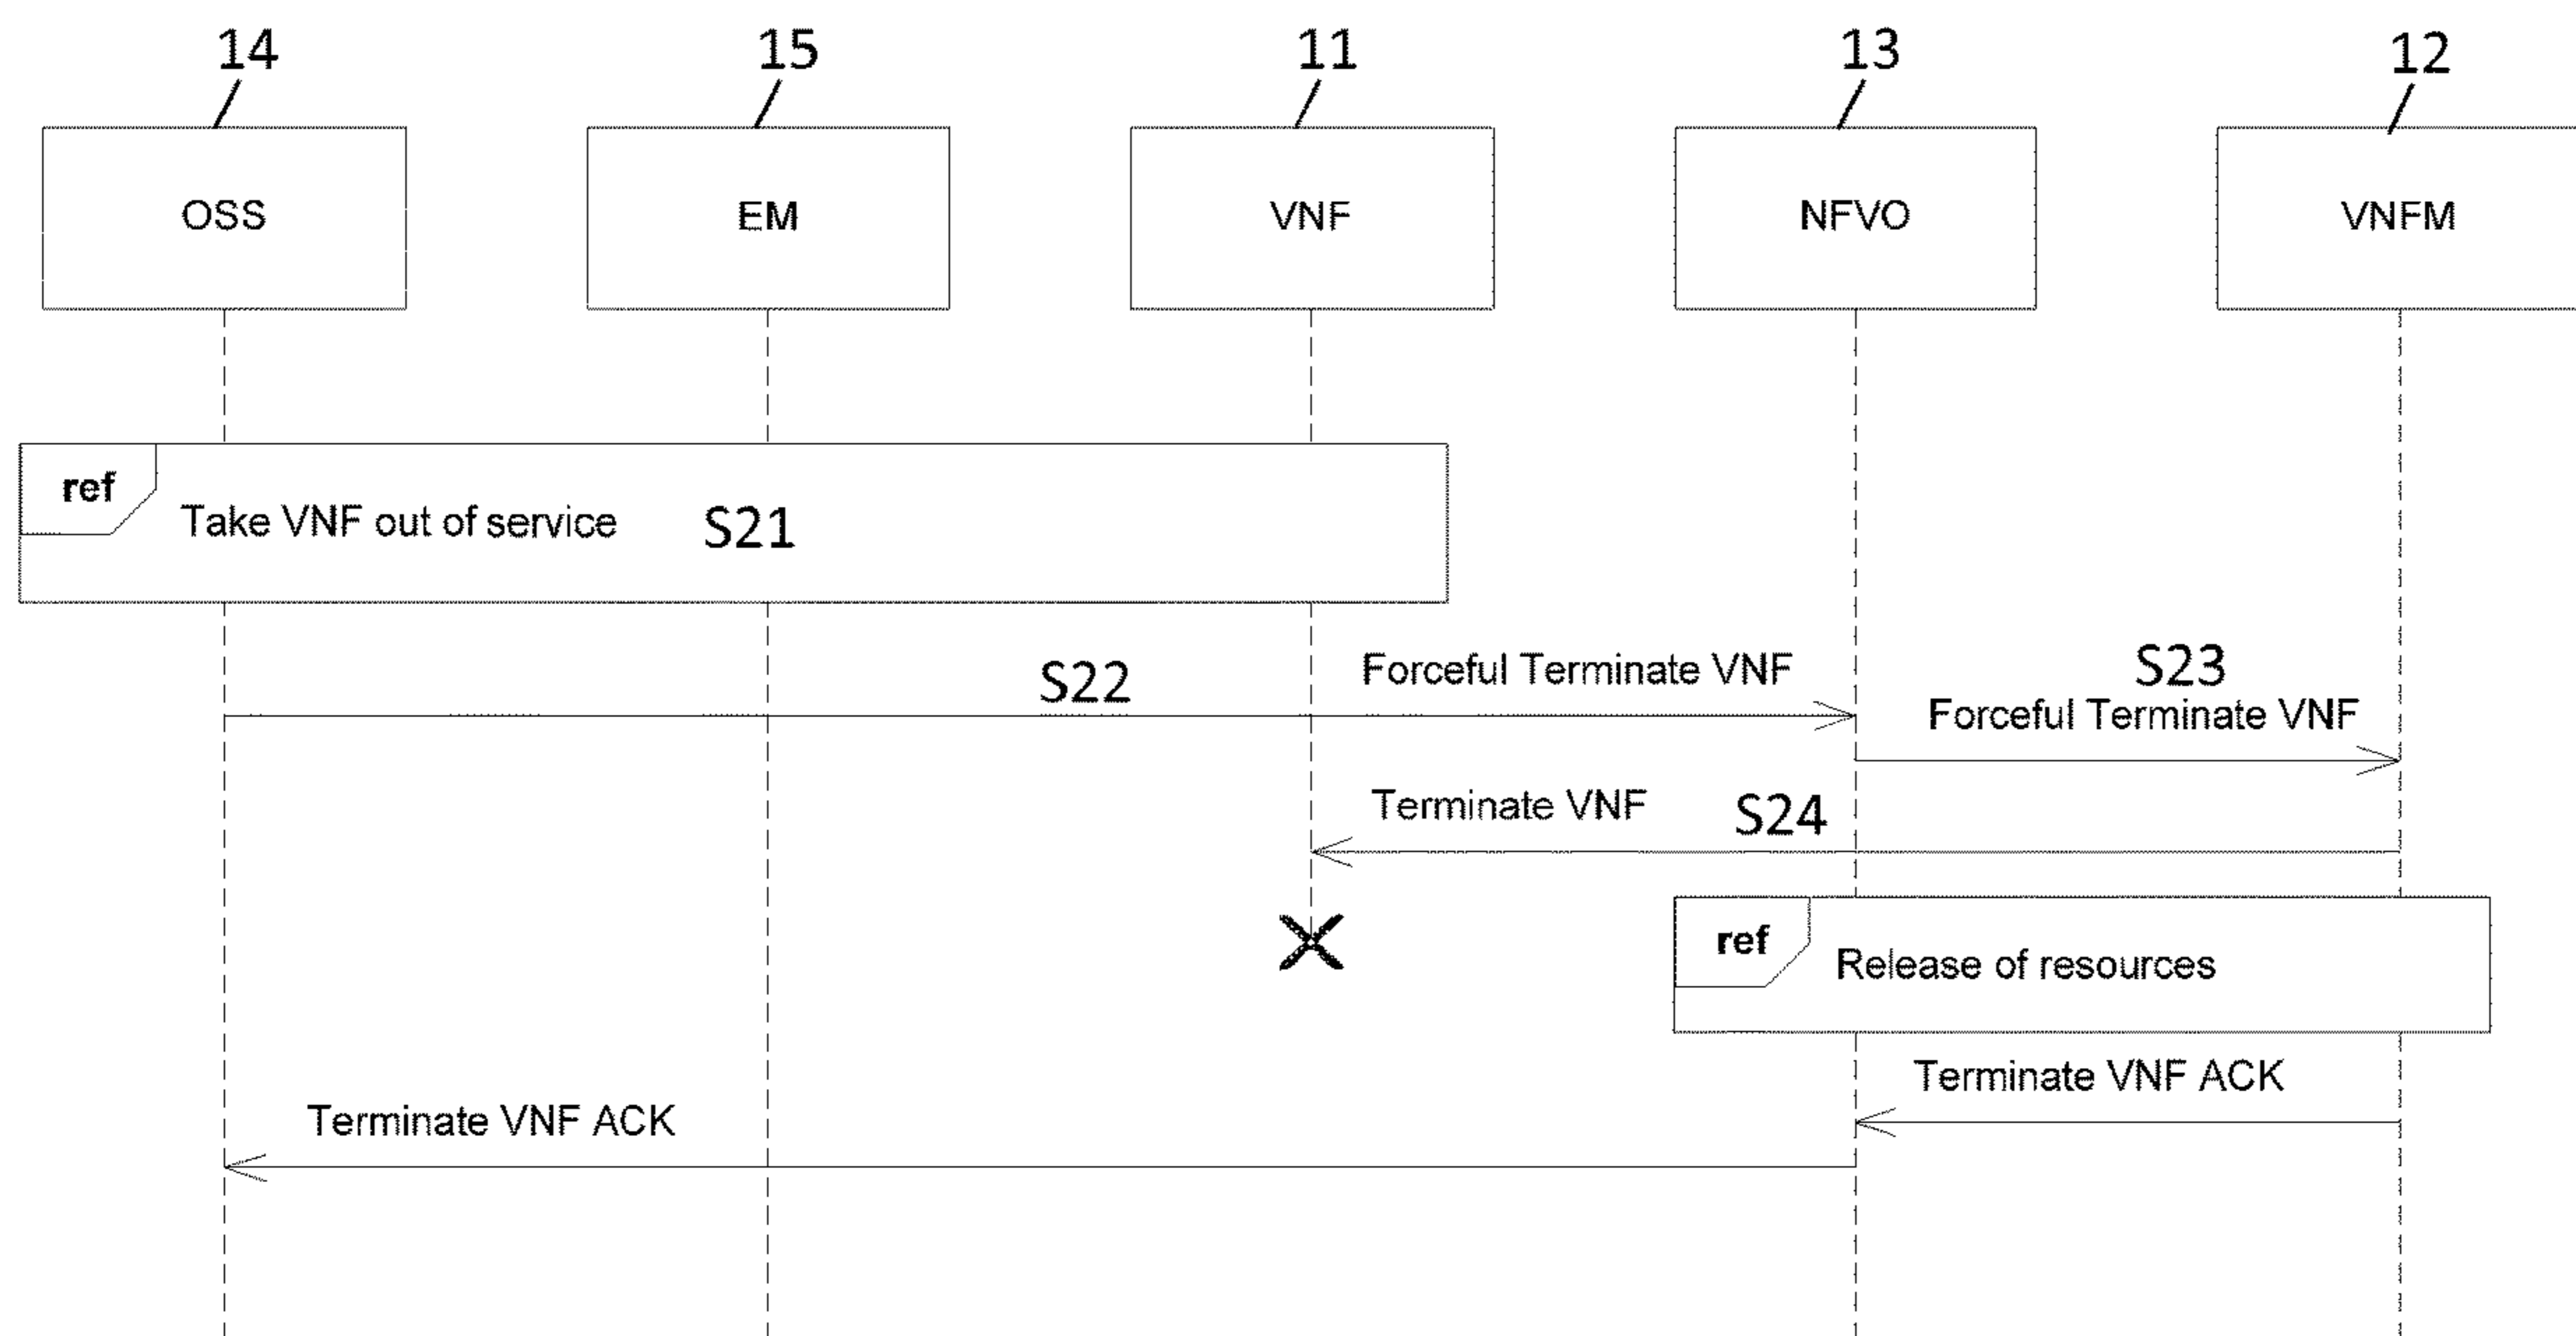 14
15
11
13
12
OSS
EM
VNF
NFVO
VNFM
ref
Take VNF out of service
S21
S22
Forceful Terminate VNF
S23
Forceful Terminate VNF
Terminate VNF
S24
ref
Release of resources
Terminate VNF ACK
Terminate VNF ACK